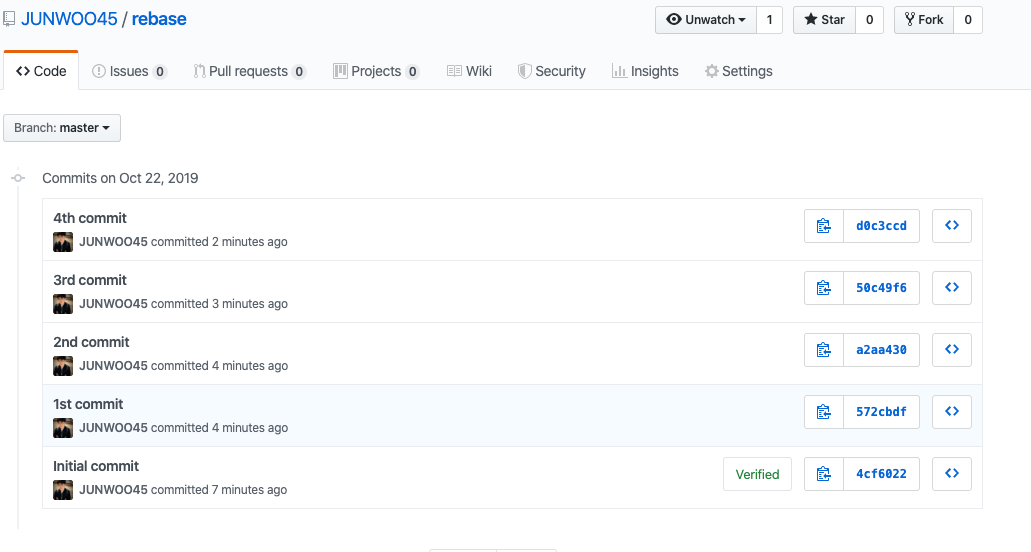 JUNWOO45 / rebase
Unwatch 1 Star 0 Fork 0
Code Issues 0 Pull requests 0 Projects 0 Wiki Security Insights Settings
Branch: master
Commits on Oct 22, 2019
4th commit
JUNWOO45 committed 2 minutes ago
d0c3ccd
3rd commit
JUNWOO45 committed 3 minutes ago
50c49f6
2nd commit
JUNWOO45 committed 4 minutes ago
a2aa430
1st commit
JUNWOO45 committed 4 minutes ago
572cbdf
Initial commit
JUNWOO45 committed 7 minutes ago
Verified 4cf6022